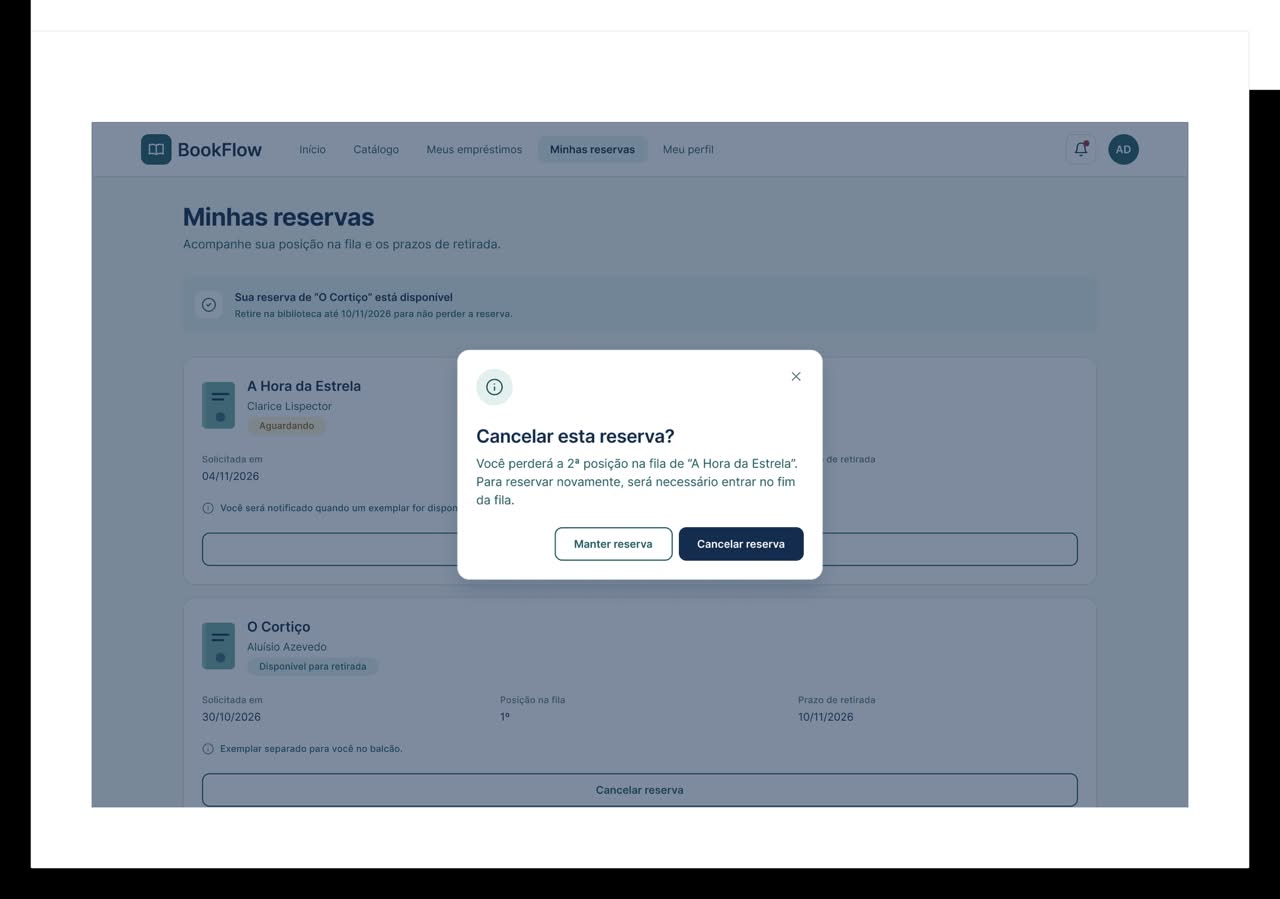 BookFlow
Início
Catálogo
Meus empréstimos
Minhas reservas
Meu perfil
AD
Minhas reservas
Acompanhe sua posição na fila e os prazos de retirada.
Sua reserva de “O Cortiço” está disponível
Retire na biblioteca até 10/11/2026 para não perder a reserva.
A Hora da Estrela
Clarice Lispector
Aguardando
Solicitada em
de retirada
04/11/2026
Você será notificado quando um exemplar for
Cancelar esta reserva?
Você perderá a 2ª posição na fila de “A Hora da Estrela”.
Para reservar novamente, será necessário entrar no fim
da fila.
Manter reserva
Cancelar reserva
O Cortiço
Aluísio Azevedo
Disponível para retirada
Solicitada em
Posição na fila
Prazo de retirada
30/10/2026
1º
10/11/2026
Exemplar separado para você no balcão.
Cancelar reserva